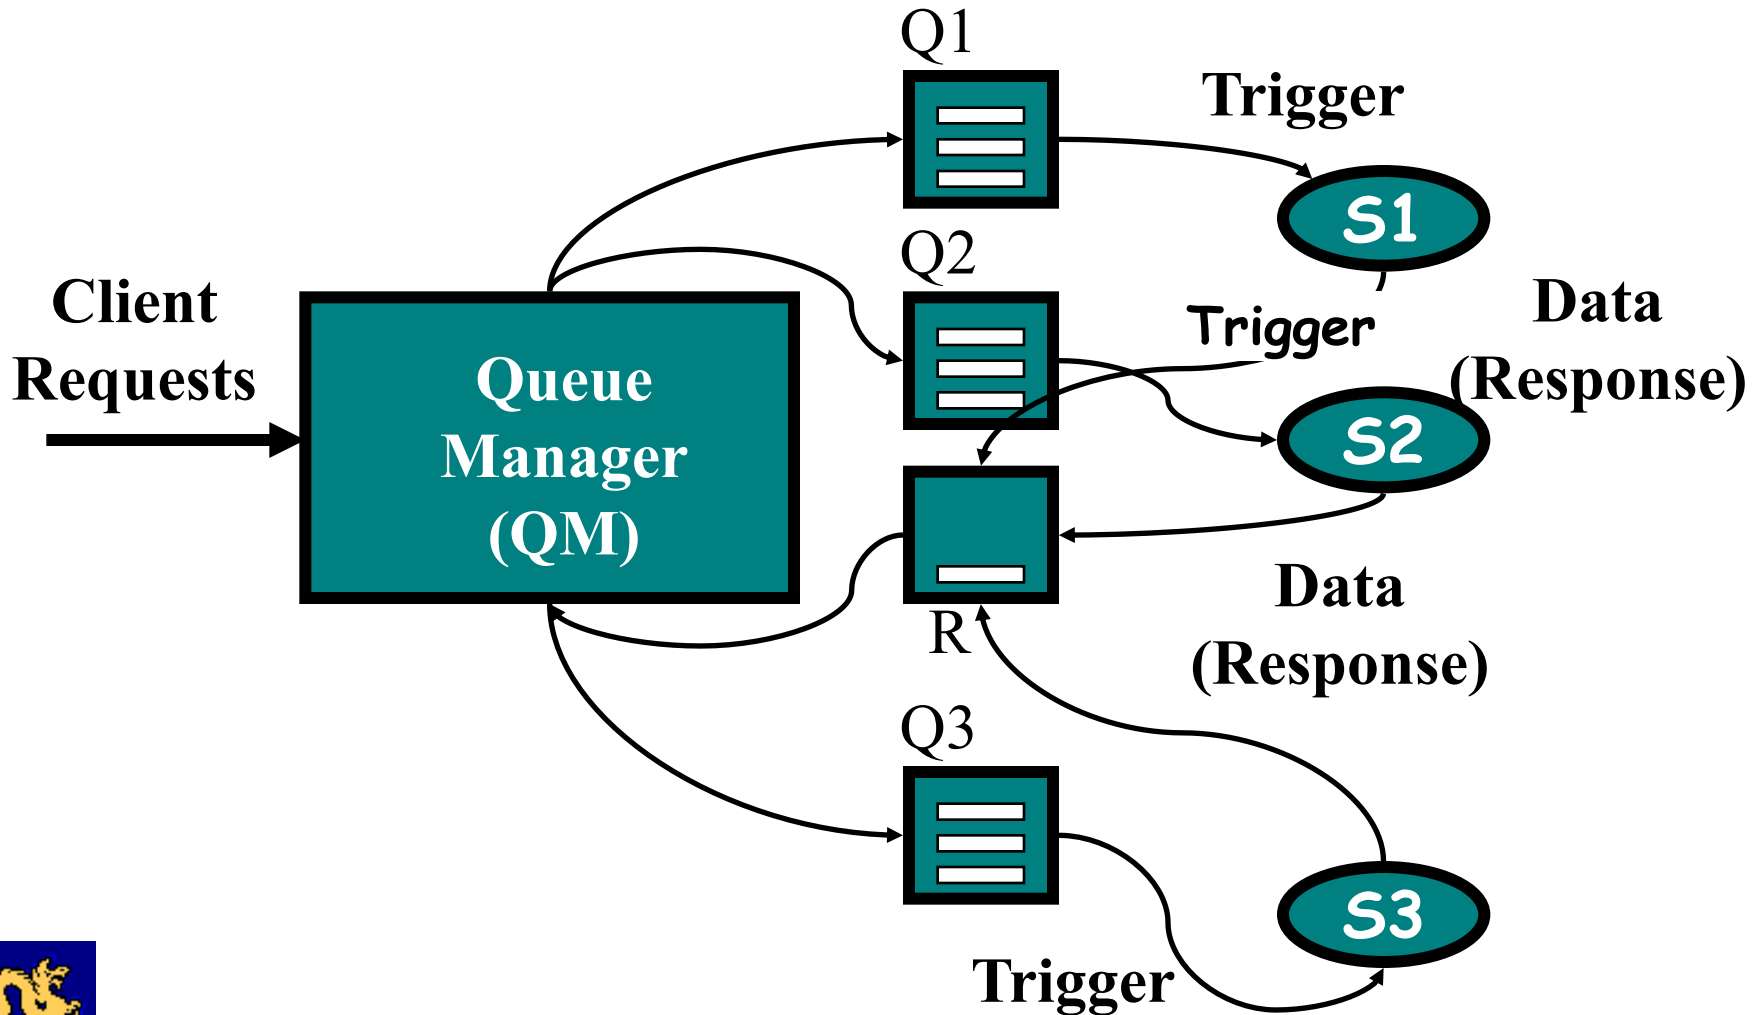 Q1
Trigger
S1
Q2
Client
Requests
Trigger
Data
(Response)
Queue
Manager
(QM)
S2
Data
(Response)
R
Q3
S3
Trigger